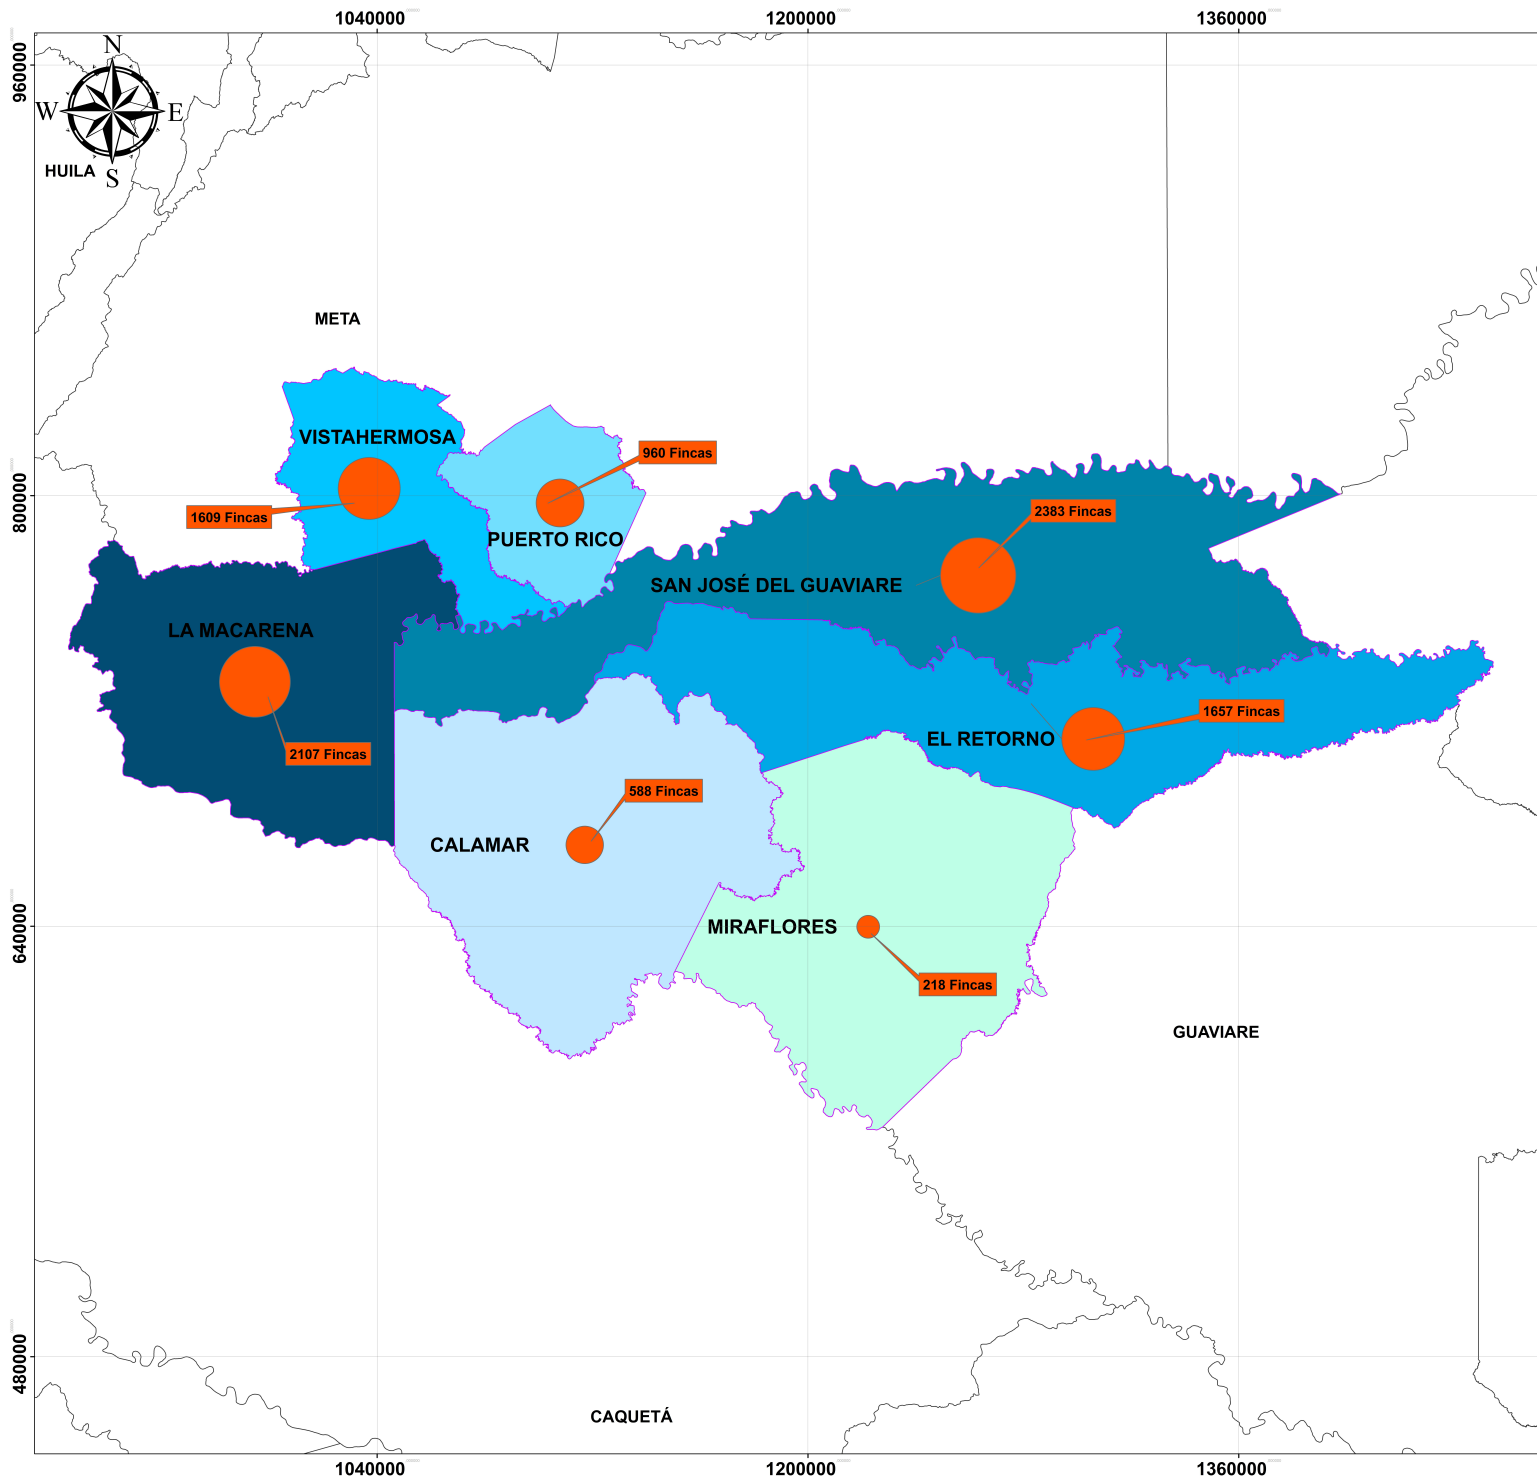 1040000
1200000
1360000
960000
N
W
E
S
HUILA
META
VISTAHERMOSA
960 Fincas
800000
2383 Fincas
1609 Fincas
PUERTO RICO
SAN JOSÉ DEL GUAVIARE
LA MACARENA
1657 Fincas
EL RETORNO
2107 Fincas
588 Fincas
CALAMAR
640000
MIRAFLORES
218 Fincas
GUAVIARE
480000
CAQUETÁ
1040000
1200000
1360000